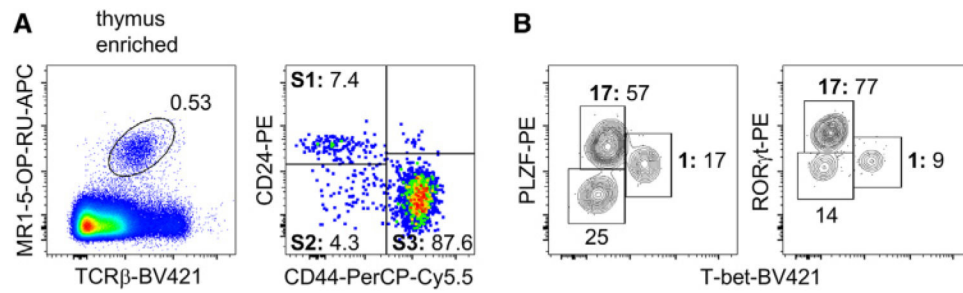 A
thymus
enriched
MR1-5-OP-RU-APC
0.53
TCRβ-BV421
CD24-PE
S1: 7.4
S2: 4.3
S3: 87.6
CD44-PerCP-Cy5.5
B
PLZF-PE
17: 57
1: 17
25
RORγt-PE
17: 77
1: 9
14
T-bet-BV421